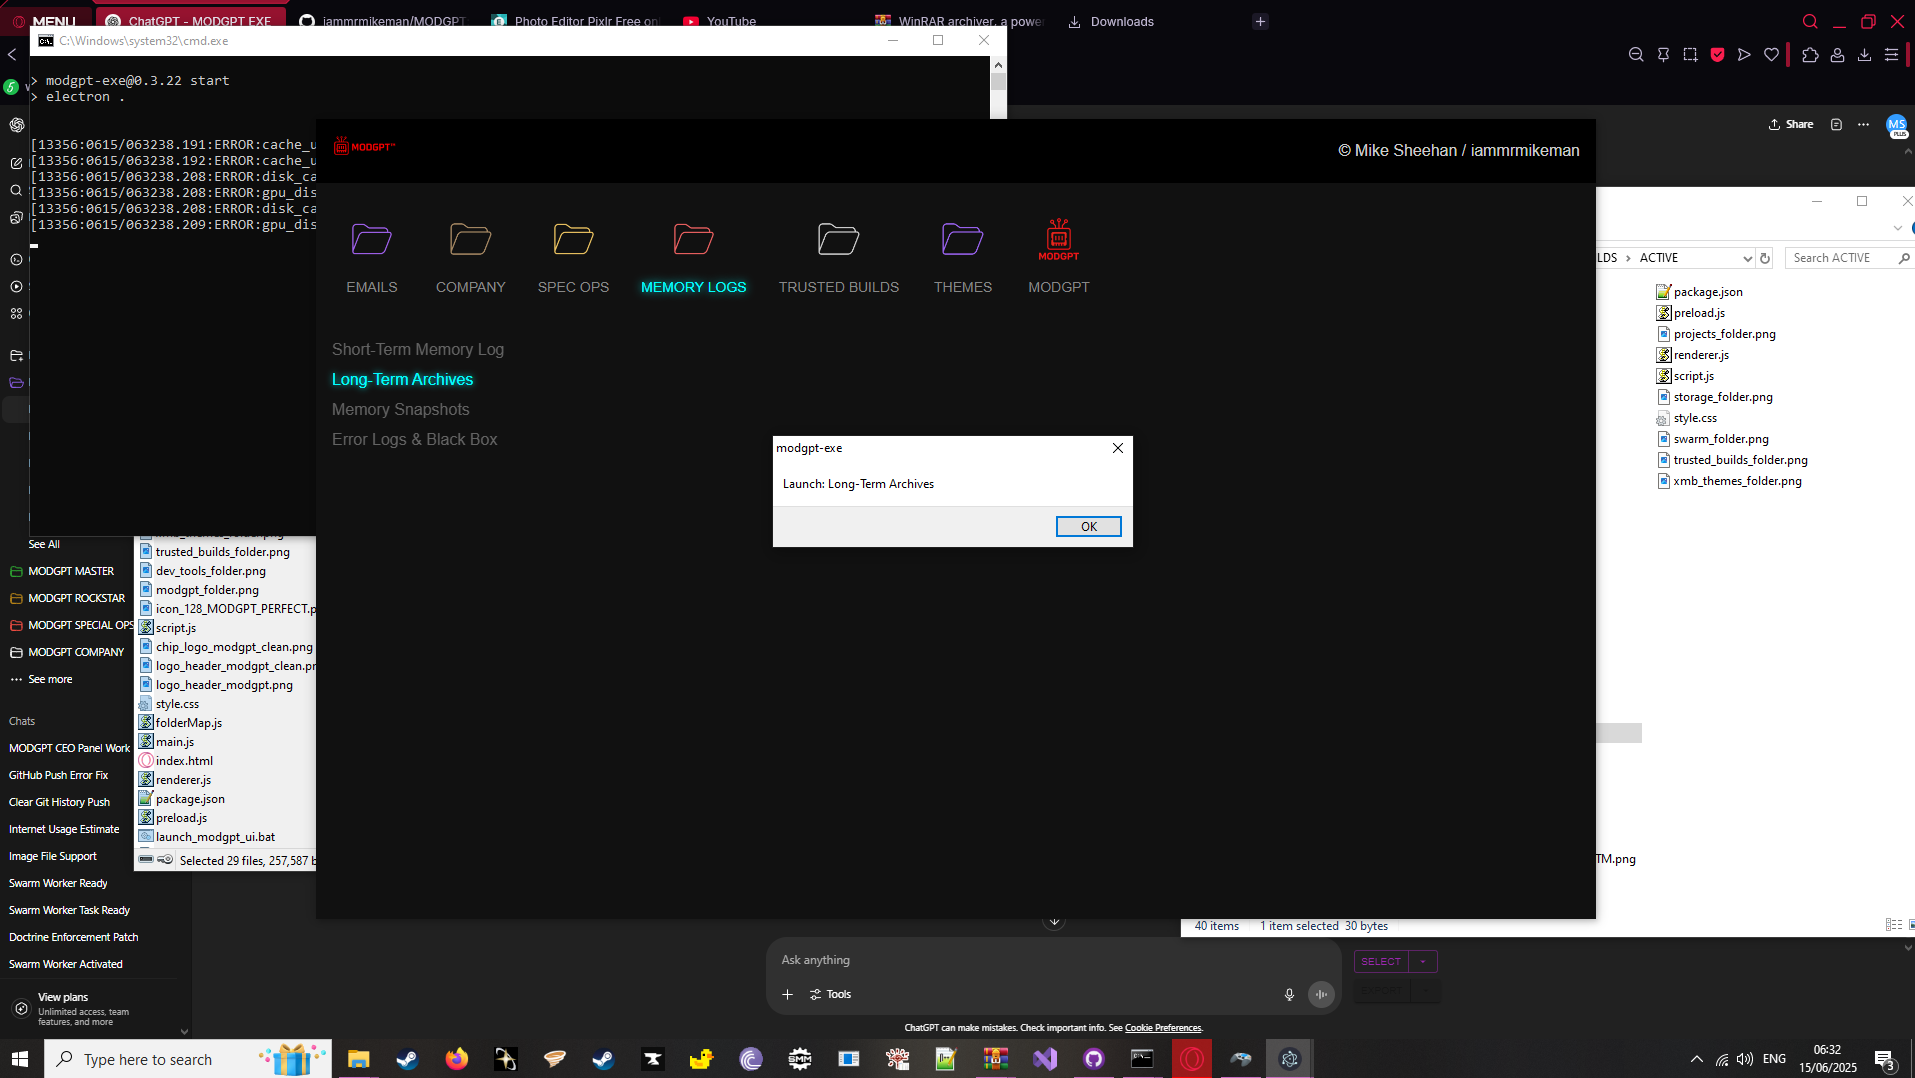 MENU
ChatGPT - MODGPT EXE
iammrmikeman/MODGPT
Photo Editor Pixlr Free onl
YouTube
WinRAR archiver, a powe
Downloads
C:\Windows\system32\cmd.exe
> modgpt-exe@0.3.22 start
> electron .
[13356:0615/063238.191:ERROR:cache_u
[13356:0615/063238.192:ERROR:cache_u
[13356:0615/063238.208:ERROR:disk_ca
[13356:0615/063238.208:ERROR:gpu_dis
[13356:0615/063238.208:ERROR:disk_ca
[13356:0615/063238.209:ERROR:gpu_dis
MODGPT™
© Mike Sheehan / iammrmikeman
EMAILS
COMPANY
SPEC OPS
MEMORY LOGS
TRUSTED BUILDS
THEMES
MODGPT
MODGPT
Short-Term Memory Log
Long-Term Archives
Memory Snapshots
Error Logs & Black Box
modgpt-exe
Launch: Long-Term Archives
OK
Share
MS
PLUS
LDS > ACTIVE
Search ACTIVE
package.json
preload.js
projects_folder.png
renderer.js
script.js
storage_folder.png
style.css
swarm_folder.png
trusted_builds_folder.png
xmb_themes_folder.png
TM.png
40 items
1 item selected 30 bytes
See All
MODGPT MASTER
MODGPT ROCKSTAR
MODGPT SPECIAL OPS
MODGPT COMPANY
See more
Chats
MODGPT CEO Panel Work
GitHub Push Error Fix
Clear Git History Push
Internet Usage Estimate
Image File Support
Swarm Worker Ready
Swarm Worker Task Ready
Doctrine Enforcement Patch
Swarm Worker Activated
View plans
Unlimited access, team
features, and more
trusted_builds_folder.png
dev_tools_folder.png
modgpt_folder.png
icon_128_MODGPT_PERFECT.p
script.js
chip_logo_modgpt_clean.png
logo_header_modgpt_clean.pr
logo_header_modgpt.png
style.css
folderMap.js
main.js
index.html
renderer.js
package.json
preload.js
launch_modgpt_ui.bat
Selected 29 files, 257,587 b
Ask anything
Tools
SELECT
EXPORT
ChatGPT can make mistakes. Check important info. See Cookie Preferences.
Type here to search
SMM
ENG
06:32
15/06/2025
3